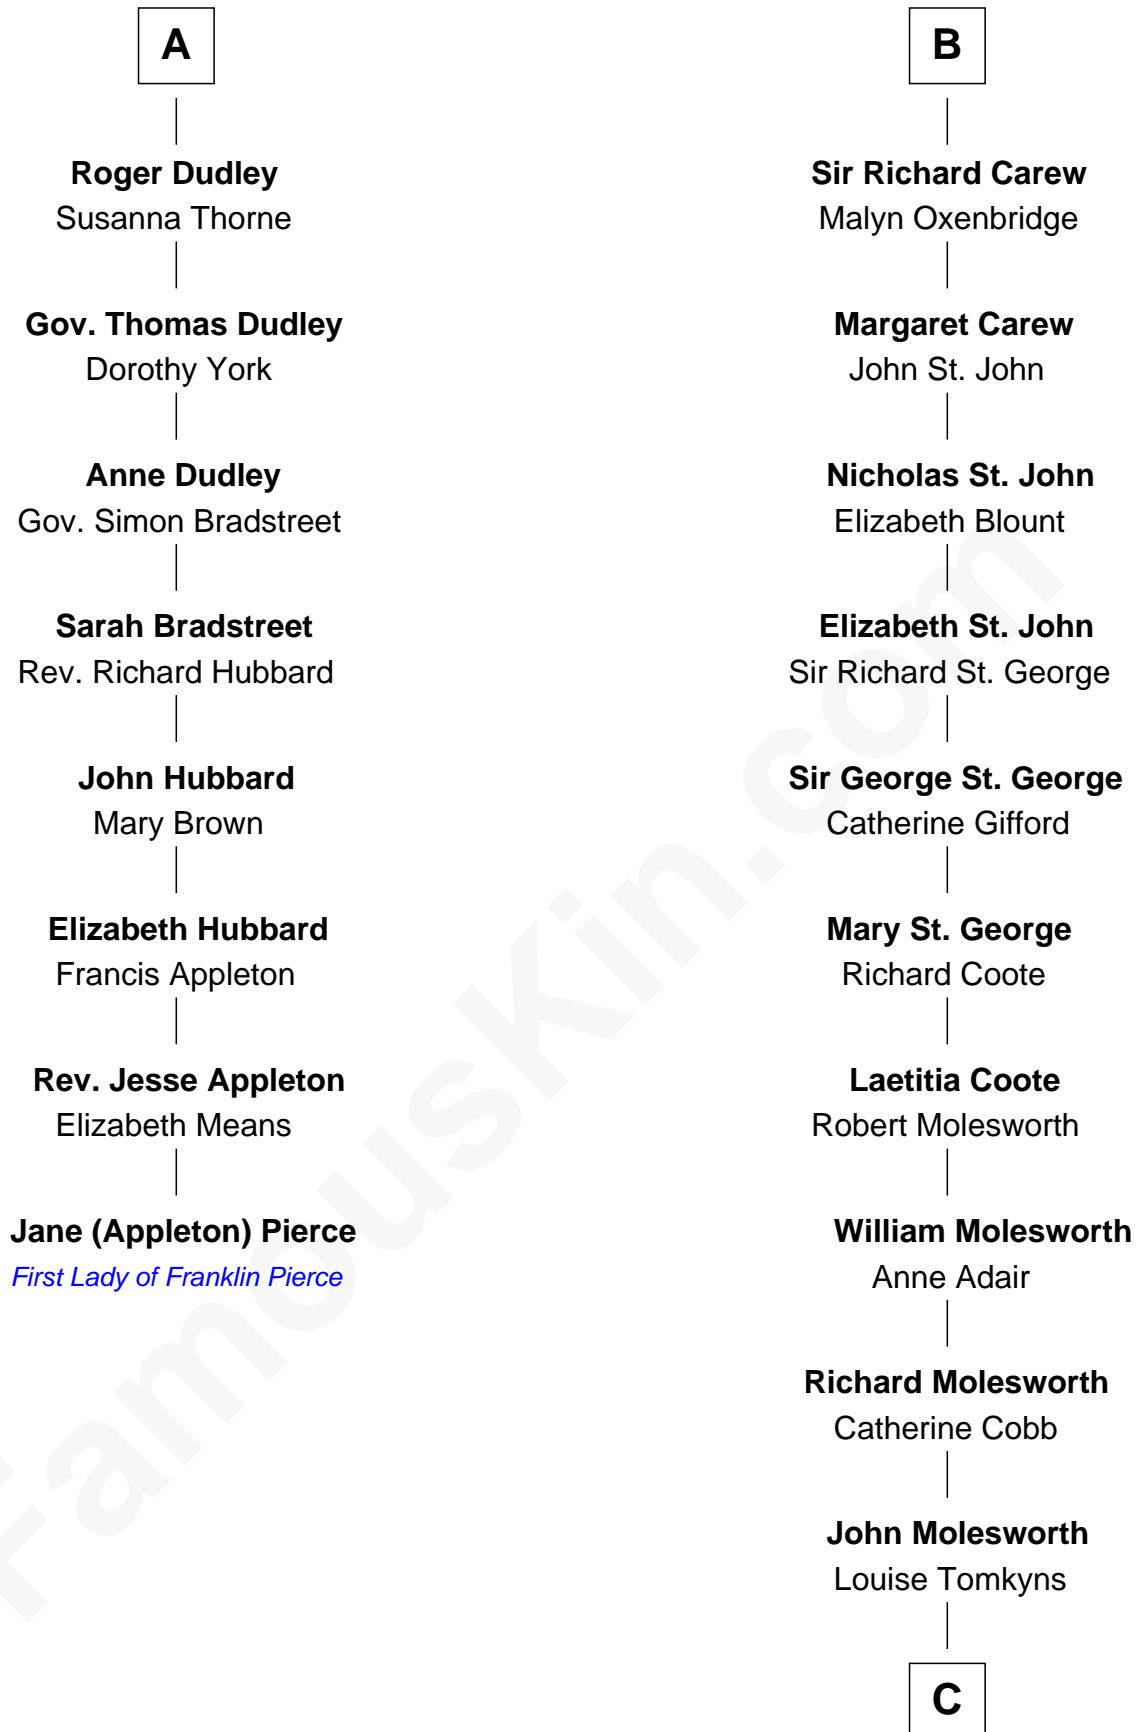 A
Roger Dudley
Susanna Thorne
Gov. Thomas Dudley
Dorothy York
Anne Dudley
Gov. Simon Bradstreet
Sarah Bradstreet
Rev. Richard Hubbard
John Hubbard
Mary Brown
Elizabeth Hubbard
Francis Appleton
Rev. Jesse Appleton
Elizabeth Means
Jane (Appleton) Pierce
First Lady of Franklin Pierce
B
Sir Richard Carew
Malyn Oxenbridge
Margaret Carew
John St. John
Nicholas St. John
Elizabeth Blount
Elizabeth St. John
Sir Richard St. George
Sir George St. George
Catherine Gifford
Mary St. George
Richard Coote
Laetitia Coote
Robert Molesworth
William Molesworth
Anne Adair
Richard Molesworth
Catherine Cobb
John Molesworth
Louise Tomkyns
C
FamousKin.com